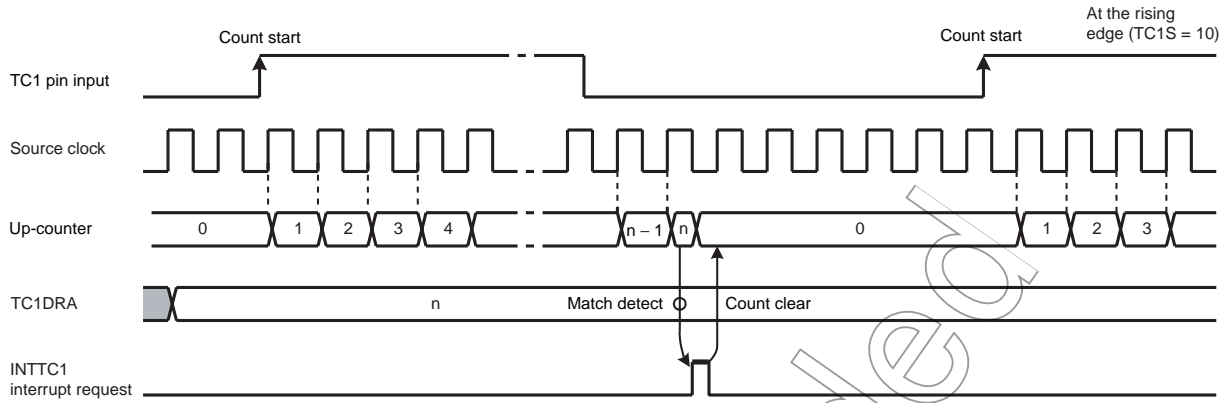 At the rising
edge (TC1S = 10)
Count start
Count start
TC1 pin input
Source clock
Up-counter
0 1 2 3 4 n − 1 n 0 1 2 3
TC1DRA
n Match detect Count clear
INTTC1
interrupt request